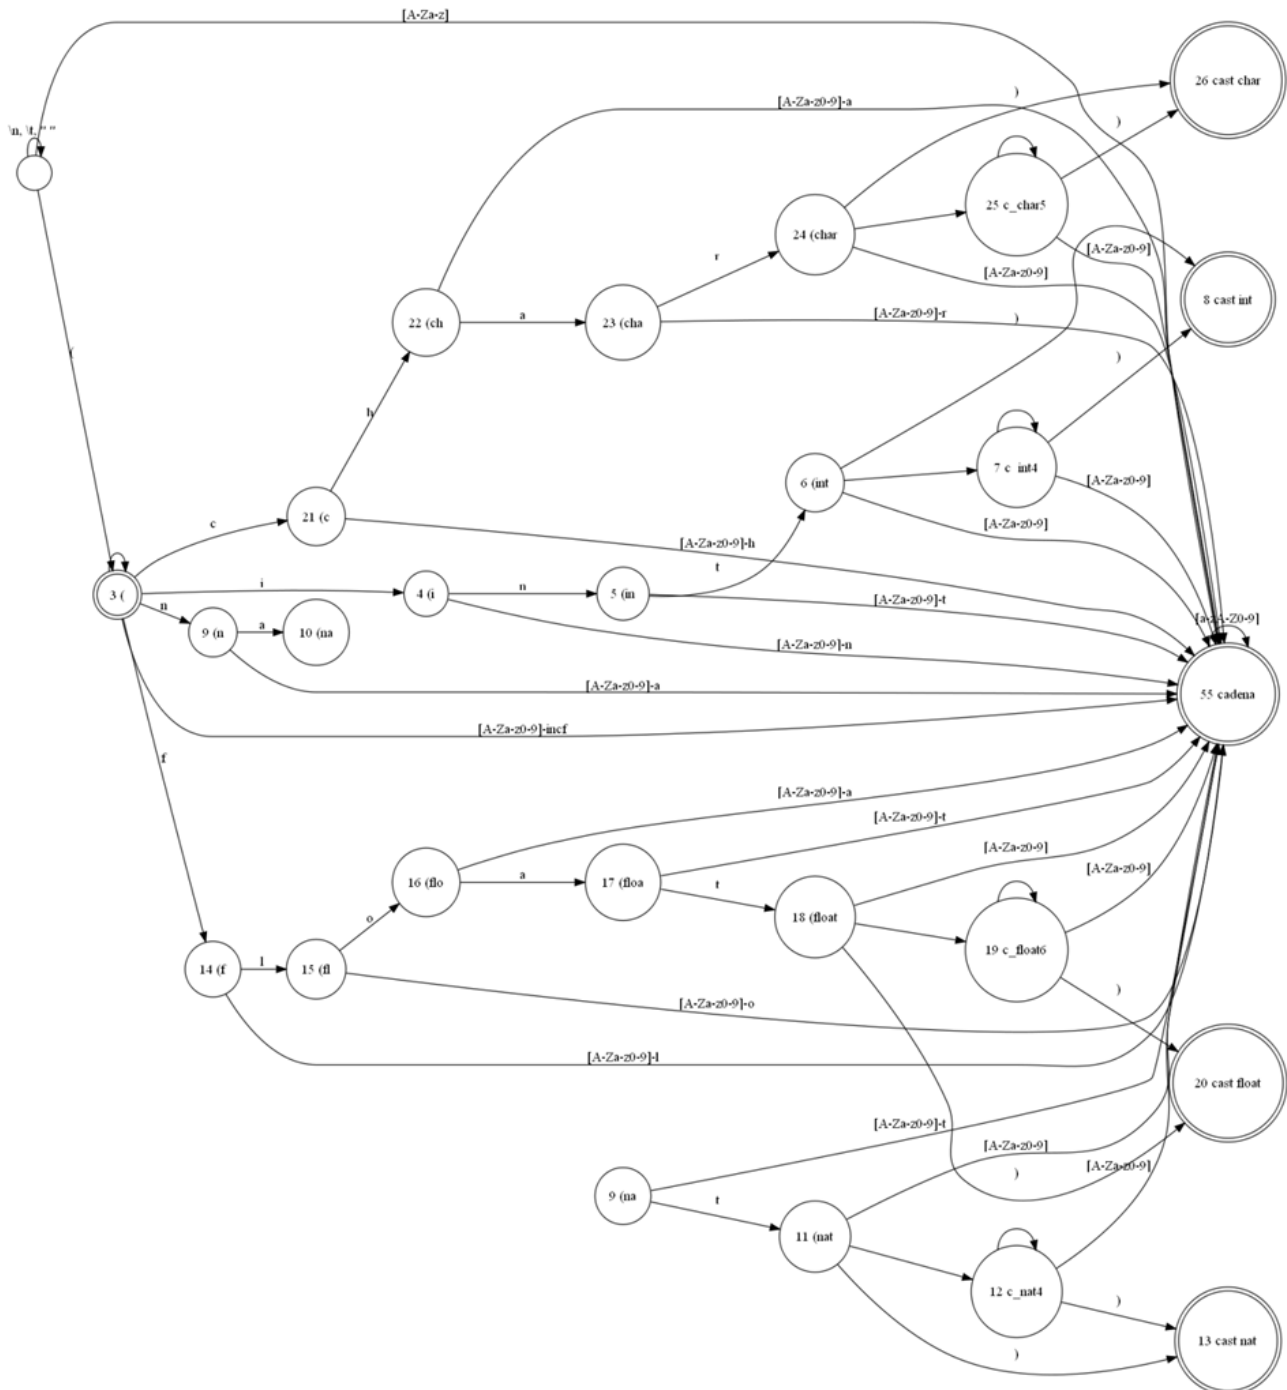 [A-Za-z]
\n, \t, " "
(
26 cast char
)
[A-Za-z0-9]-a
)
25 c_char5
24 (char
[A-Za-z0-9]
r
[A-Za-z0-9]
8 cast int
22 (ch
a
23 (cha
[A-Za-z0-9]-r
)
)
h
7 c_int4
6 (int
[A-Za-z0-9]
21 (c
c
[A-Za-z0-9]
[A-Za-z0-9]-h
t
3 (
i
4 (i
n
5 (in
[A-Za-z0-9]-t
n
9 (n
a
10 (na
[a-zA-Z0-9]
[A-Za-z0-9]-n
[A-Za-z0-9]-a
55 cadena
[A-Za-z0-9]-incf
f
[A-Za-z0-9]-a
[A-Za-z0-9]-t
[A-Za-z0-9]
16 (flo
a
17 (floa
t
[A-Za-z0-9]
o
18 (float
19 c_float6
14 (f
l
15 (fl
)
[A-Za-z0-9]-o
[A-Za-z0-9]-l
20 cast float
[A-Za-z0-9]-t
[A-Za-z0-9]
[A-Za-z0-9]
)
9 (na
t
11 (nat
12 c_nat4
)
13 cast nat
)